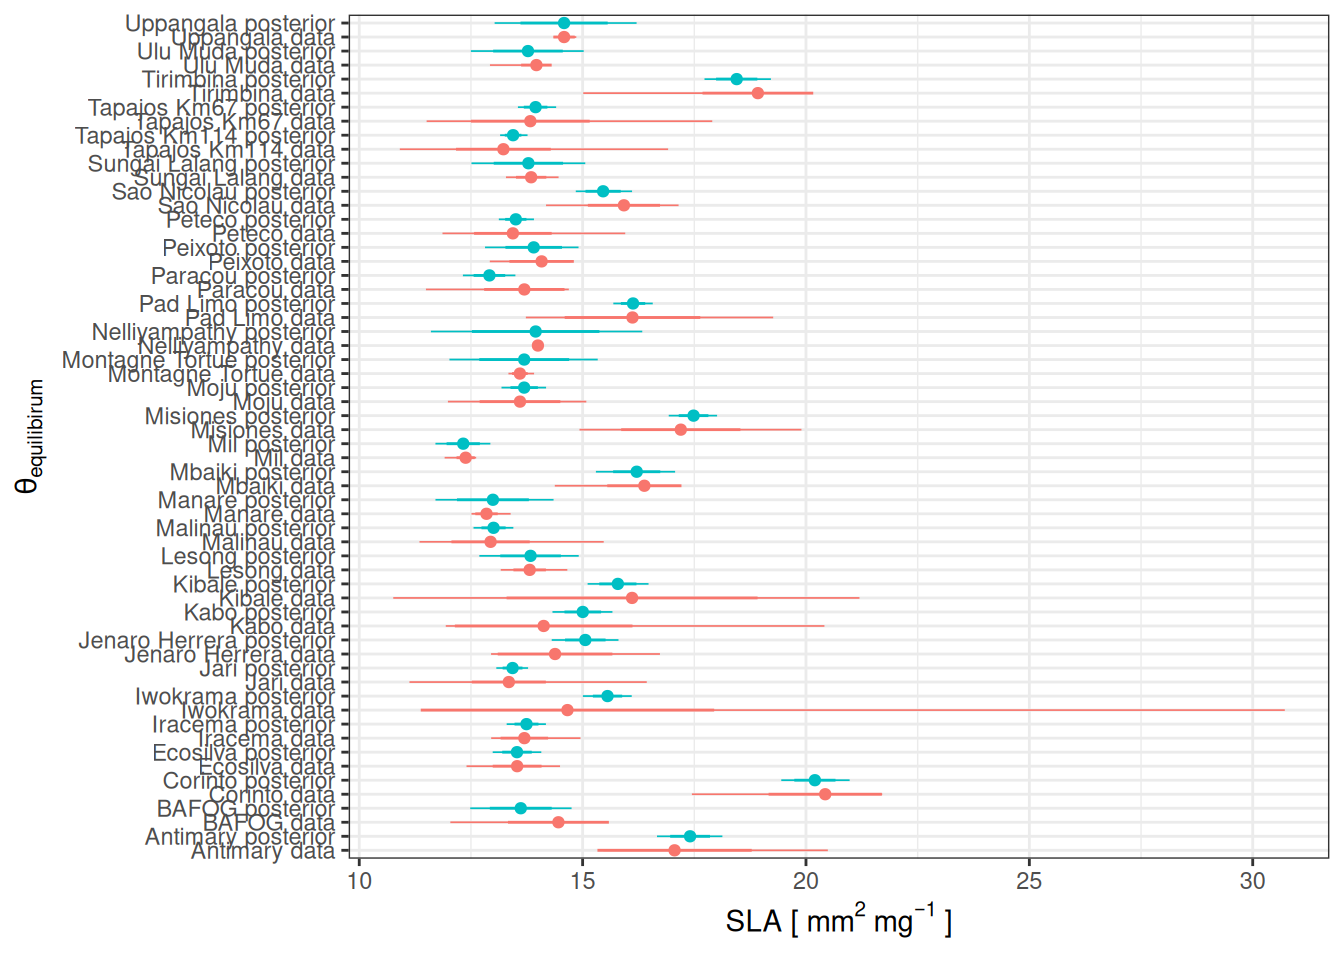 Uppangala posterior
Uppangala data
Ulu Muda posterior
Ulu Muda data
Tirimbina posterior
Tirimbina data
Tapajos Km67 posterior
Tapajos Km67 data
Tapajos Km114 posterior
Tapajos Km114 data
Sungai Lalang posterior
Sungai Lalang data
Sao Nicolau posterior
Sao Nicolau data
Peteco posterior
Peteco data
Peixoto posterior
Peixoto data
Paracou posterior
Paracou data
Pad Limo posterior
Pad Limo data
Nelliyampathy posterior
Nelliyampathy data
Montagne Tortue posterior
Montagne Tortue data
Moju posterior
Moju data
Misiones posterior
Misiones data
Mil posterior
Mil data
Mbaiki posterior
Mbaiki data
Manare posterior
Manare data
Malinau posterior
Malinau data
Lesong posterior
Lesong data
Kibale posterior
Kibale data
Kabo posterior
Kabo data
Jenaro Herrera posterior
Jenaro Herrera data
Jari posterior
Jari data
Iwokrama posterior
Iwokrama data
Iracema posterior
Iracema data
Ecosilva posterior
Ecosilva data
Corinto posterior
Corinto data
BAFOG posterior
BAFOG data
Antimary posterior
Antimary data
θequilibirum
10 15 20 25 30
SLA [ mm² mg⁻¹ ]